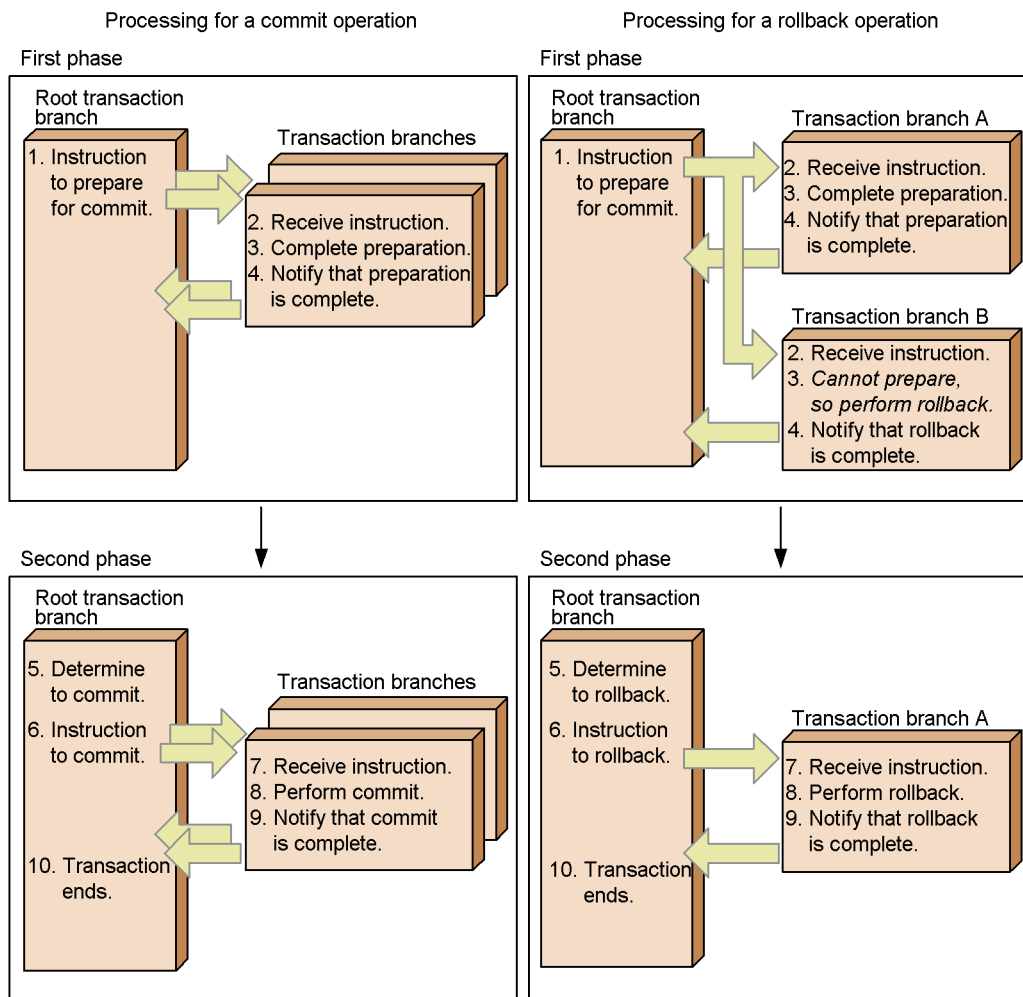 Processing for a commit operation
First phase
Root transaction
branch
1. Instruction
to prepare
for commit.
Transaction branches
2. Receive instruction.
3. Complete preparation.
4. Notify that preparation
is complete.
Second phase
Root transaction
branch
5. Determine
to commit.
6. Instruction
to commit.
10. Transaction
ends.
Transaction branches
7. Receive instruction.
8. Perform commit.
9. Notify that commit
is complete.
Processing for a rollback operation
First phase
Root transaction
branch
1. Instruction
to prepare
for commit.
Transaction branch A
2. Receive instruction.
3. Complete preparation.
4. Notify that preparation
is complete.
Transaction branch B
2. Receive instruction.
3. Cannot prepare,
so perform rollback.
4. Notify that rollback
is complete.
Second phase
Root transaction
branch
5. Determine
to rollback.
6. Instruction
to rollback.
10. Transaction
ends.
Transaction branch A
7. Receive instruction.
8. Perform rollback.
9. Notify that rollback
is complete.